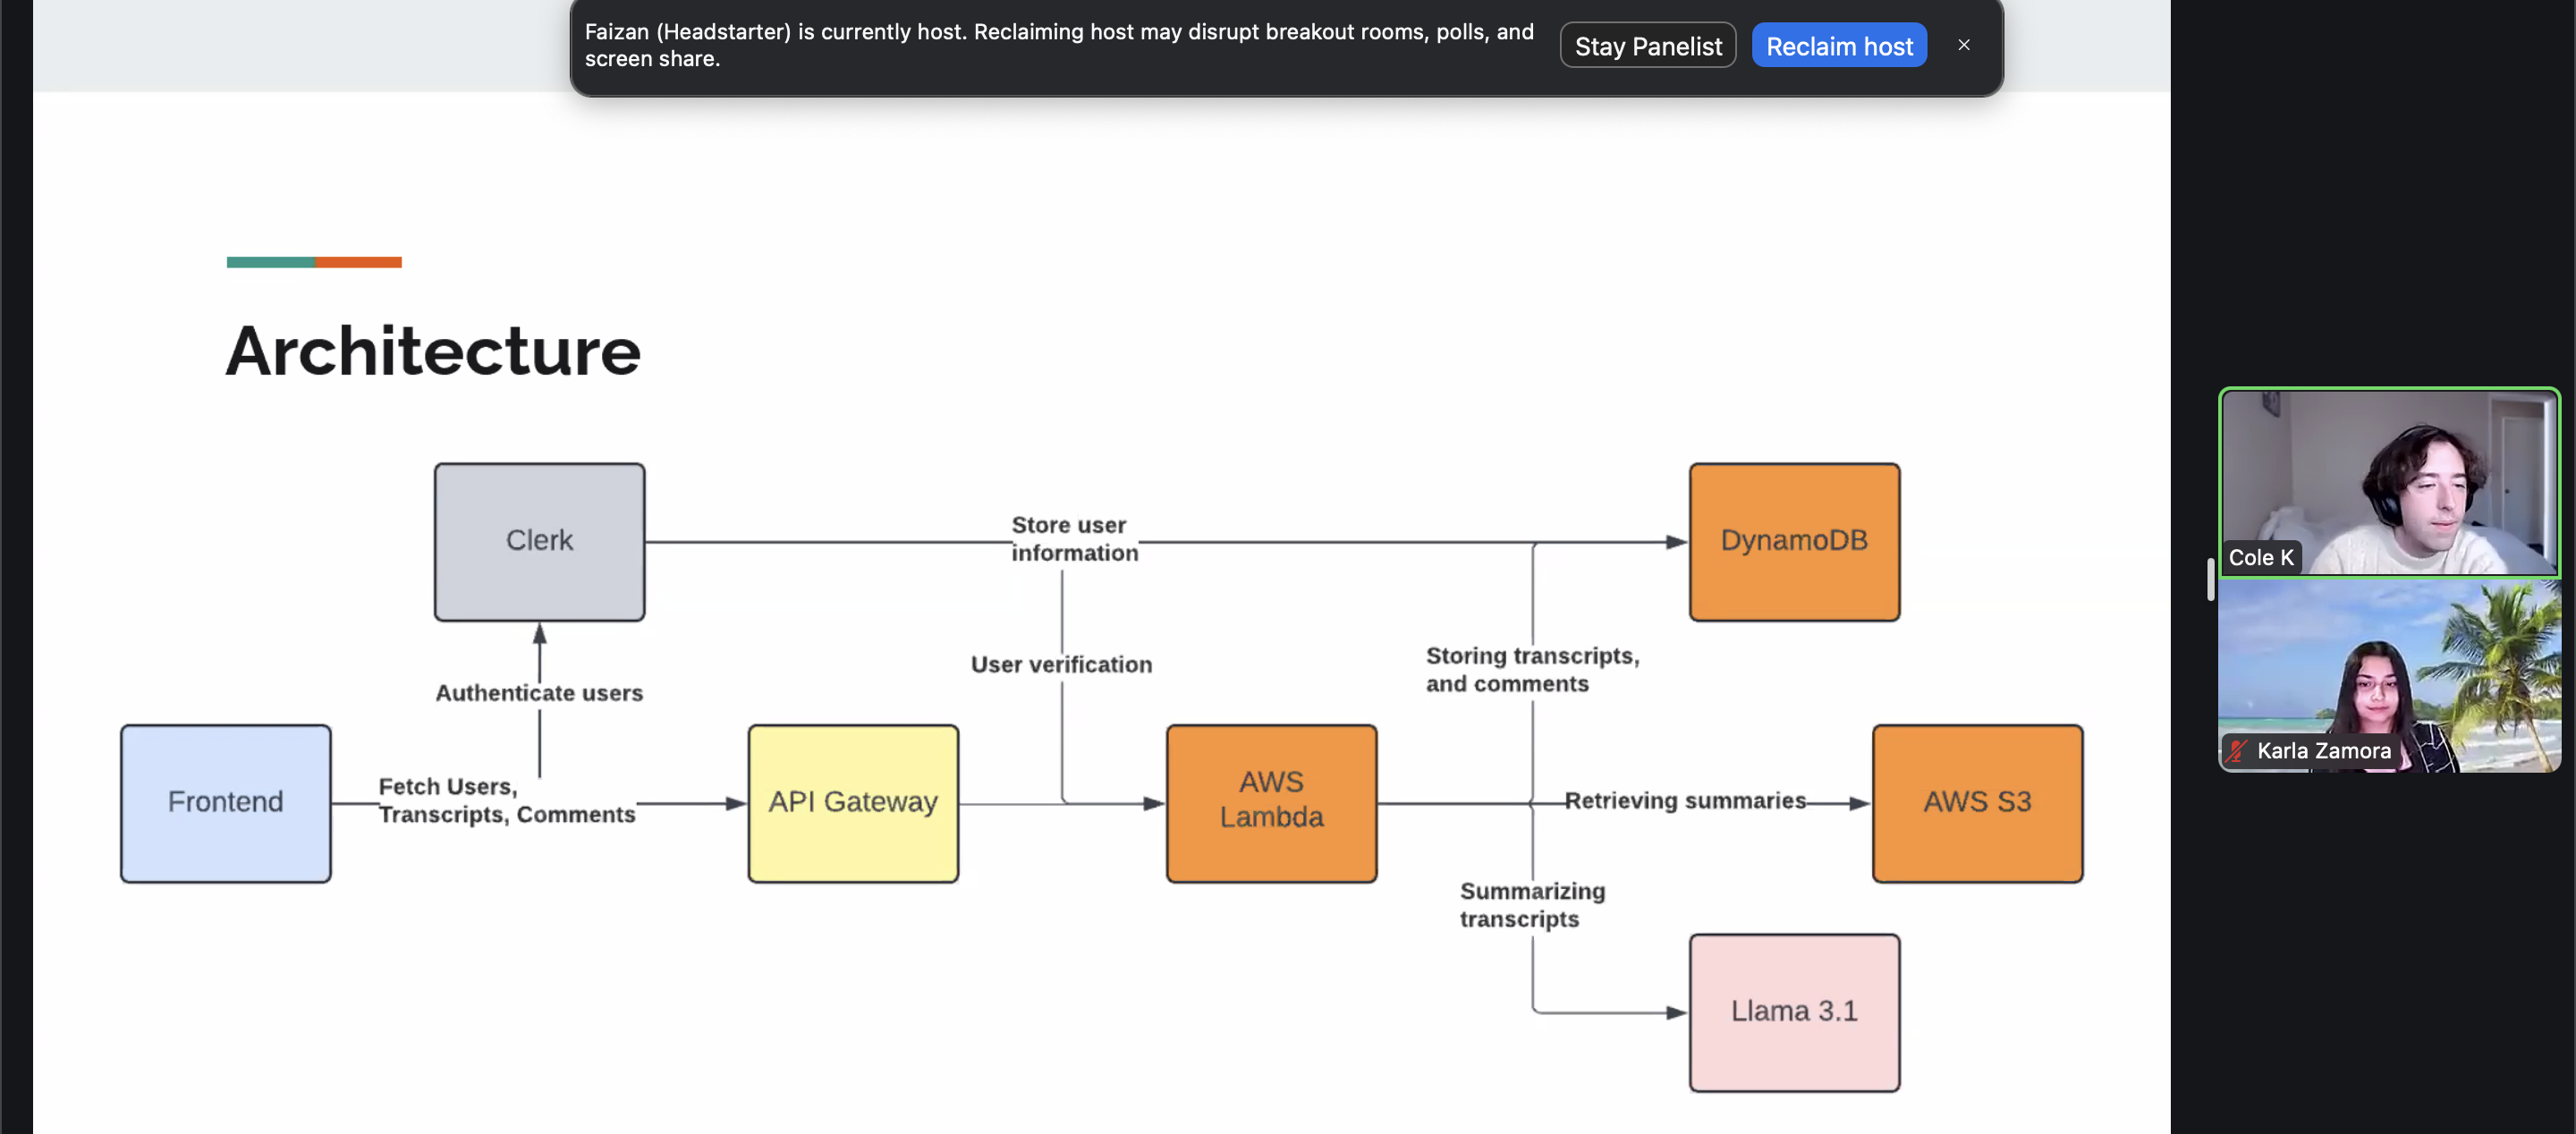 Faizan (Headstarter) is currently host. Reclaiming host may disrupt breakout rooms, polls, and
screen share.
Stay Panelist
Reclaim host
Architecture
Clerk
Store user
information
DynamoDB
User verification
Storing transcripts,
and comments
Authenticate users
Frontend
Fetch Users,
Transcripts, Comments
API Gateway
AWS
Lambda
Retrieving summaries
AWS S3
Summarizing
transcripts
Llama 3.1
Cole K
Karla Zamora